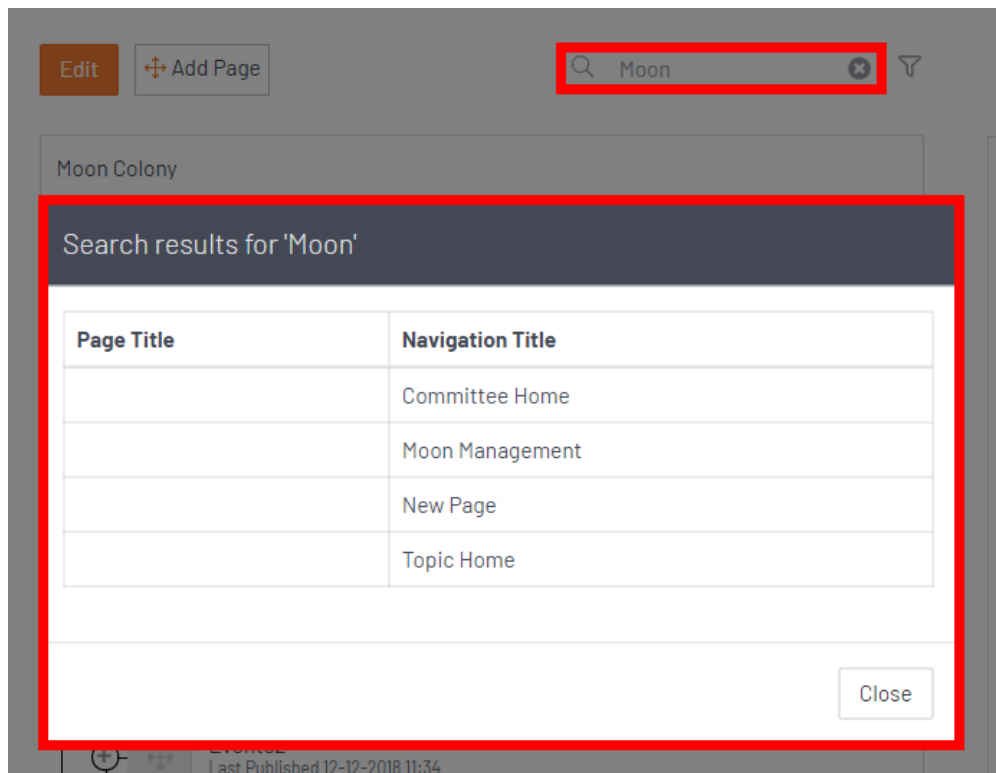 Edit
Add Page
Moon
Moon Colony
Search results for 'Moon'
Page Title Navigation Title
Committee Home
Moon Management
New Page
Topic Home
Close
Last Published 12-12-2018 11:34